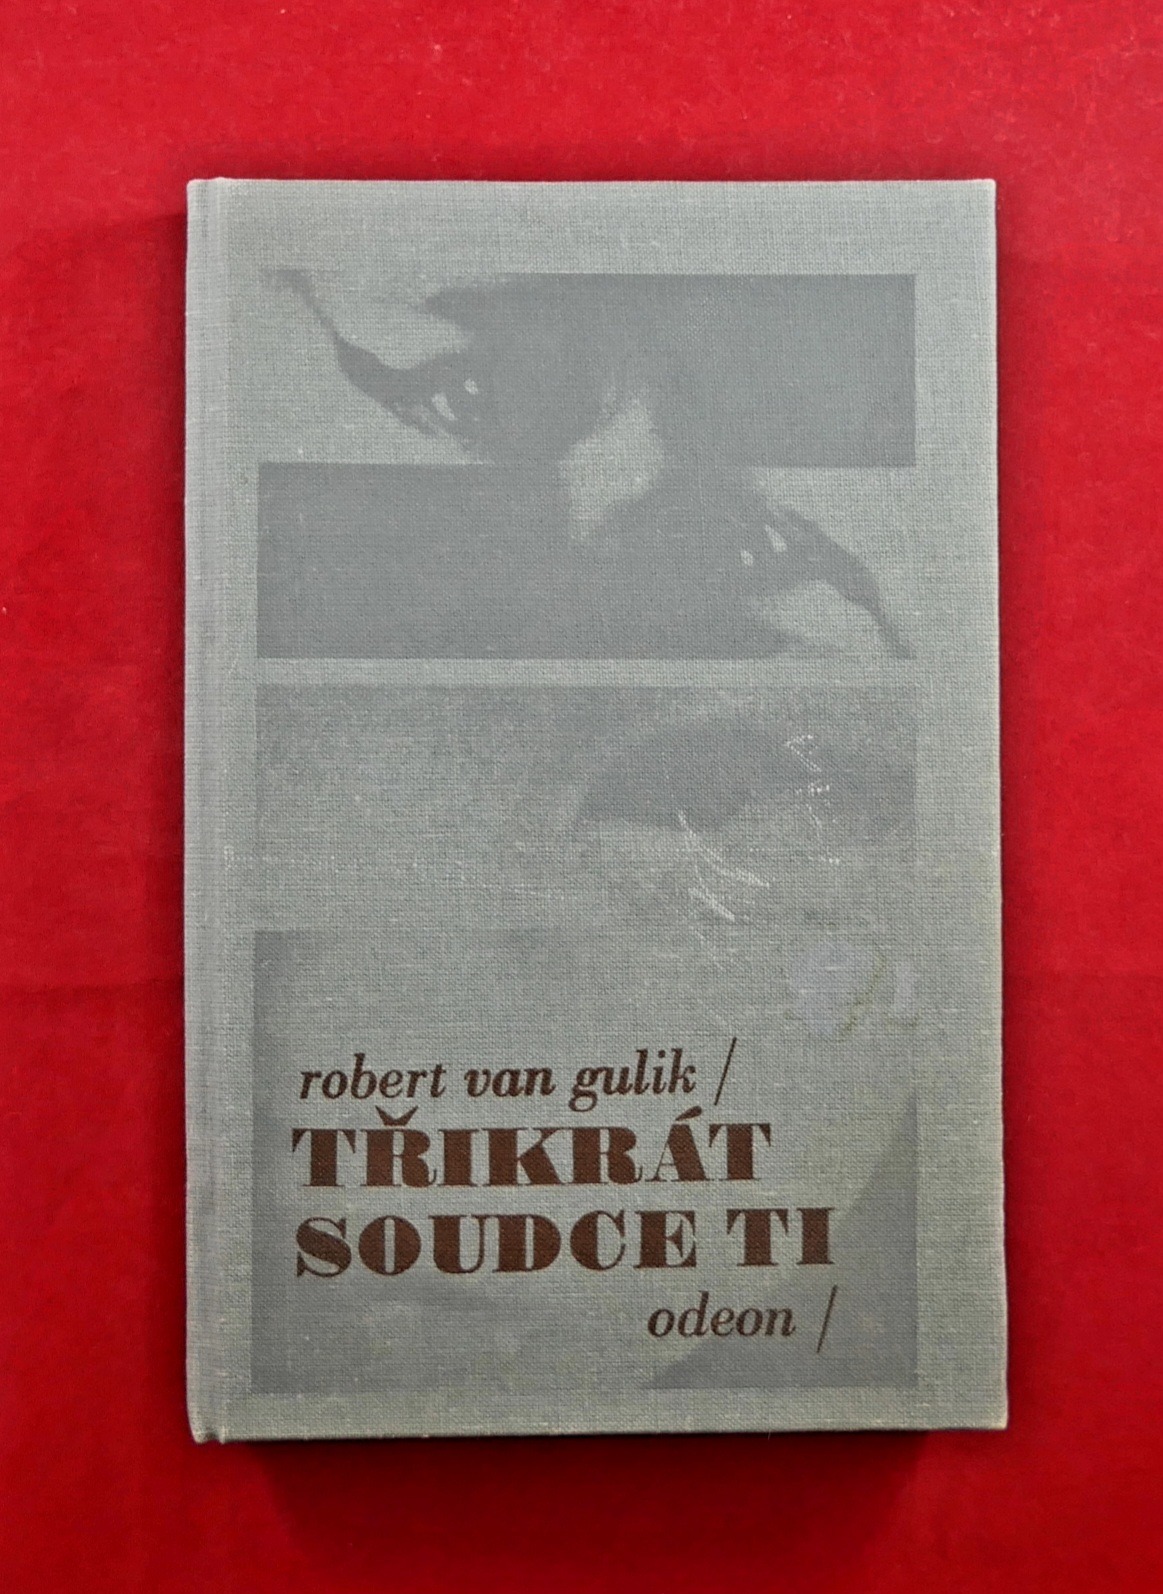 robert van gulik /
TŘIKRÁT
SOUDCE TI
odeon /